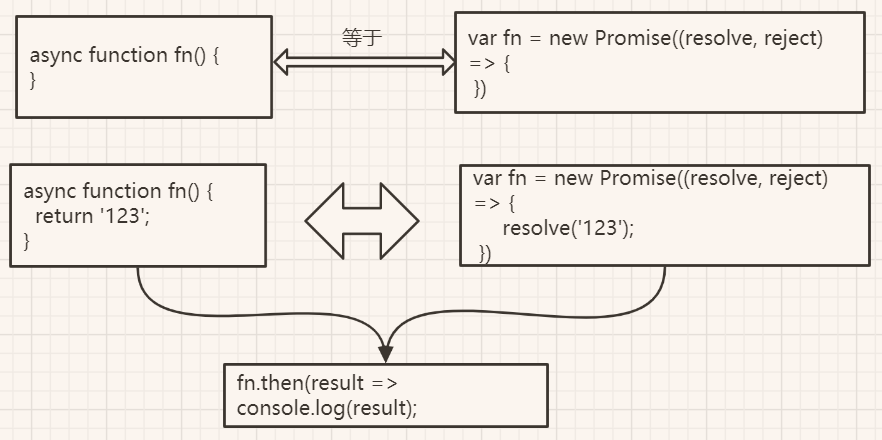 async function fn() {
}
等于
var fn = new Promise((resolve, reject)
=> {
})
async function fn() {
return '123';
}
var fn = new Promise((resolve, reject)
=> {
resolve('123');
})
fn.then(result =>
console.log(result);